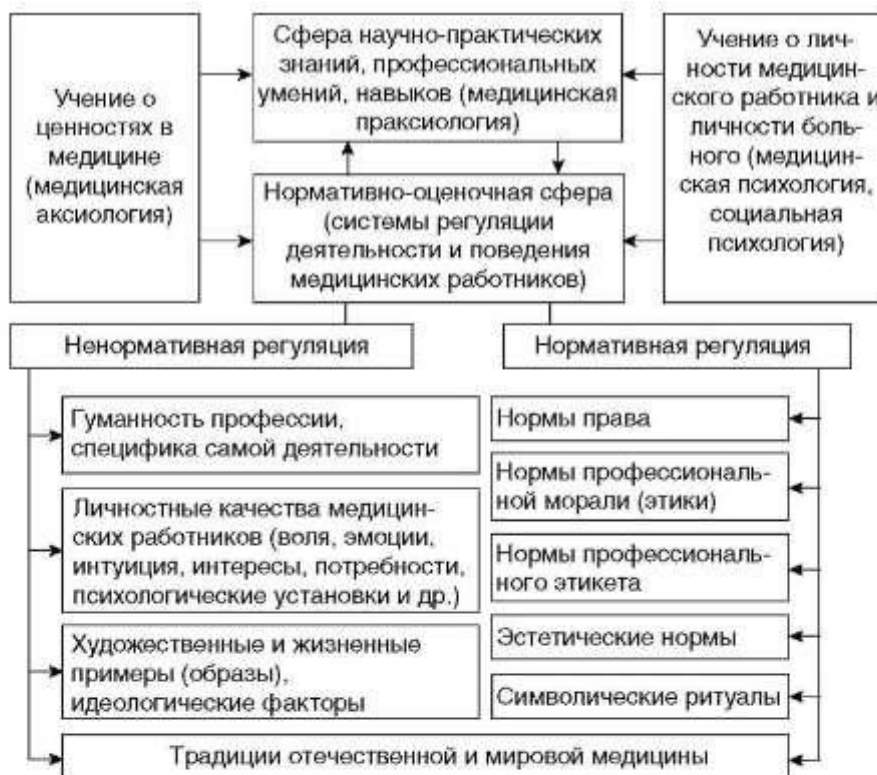 Учение о
ценностях в
медицине
(медицинская
аксиология)
Сфера научно-практических
знаний, профессиональных
умений, навыков (медицинская
праксиология)
Учение о лич-
ности медицин-
ского работника и
личности боль-
ного (медицин-
ская психология,
социальная
психология)
Нормативно-оценочная сфера
(системы регуляции
деятельности и поведения
медицинских работников)
Ненормативная регуляция
Нормативная регуляция
Гуманность профессии,
специфика самой деятельности
Личностные качества медицин-
ских работников (воля, эмоции,
интуиция, интересы, потребности,
психологические установки и др.)
Художественные и жизненные
примеры (образы),
идеологические факторы
Нормы права
Нормы профессиональ-
ной морали (этики)
Нормы профессиональ-
ного этикета
Эстетические нормы
Символические ритуалы
Традиции отечественной и мировой медицины